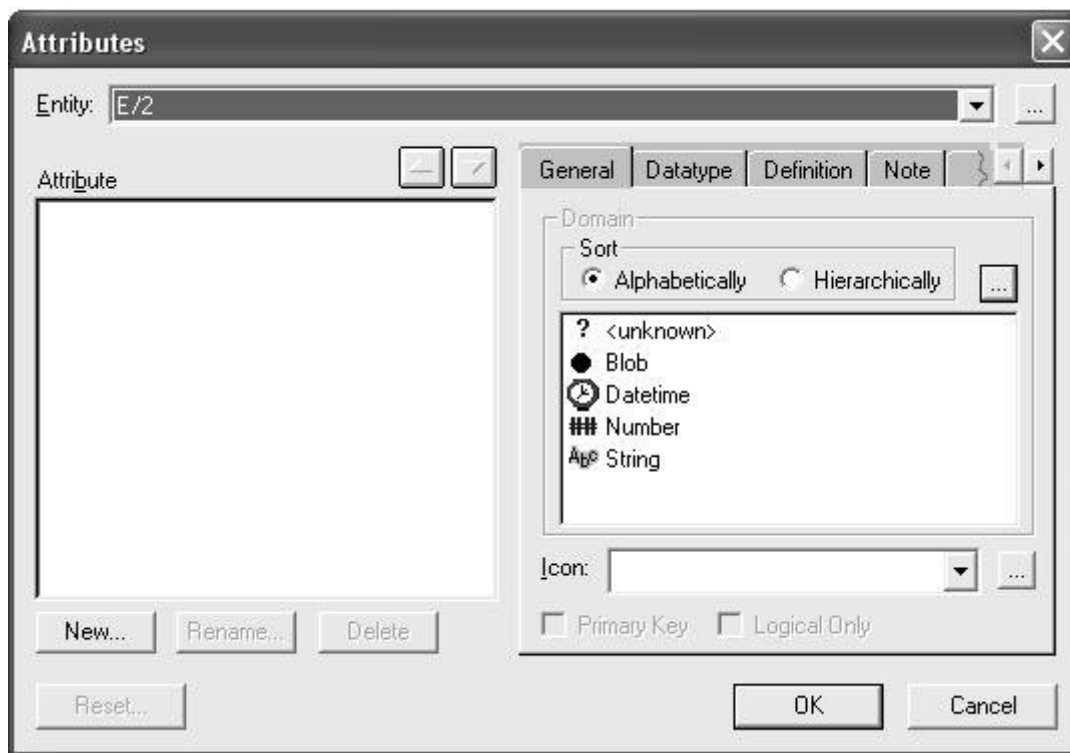 Attributes
Entity: E/2 ...
Attribute
General Datatype Definition Note
Domain
Sort
Alphabetically Hierarchically ...
? <unknown>
Blob
Datetime
## Number
Abc String
Icon: ...
Primary Key Logical Only
New... Rename... Delete
Reset... OK Cancel